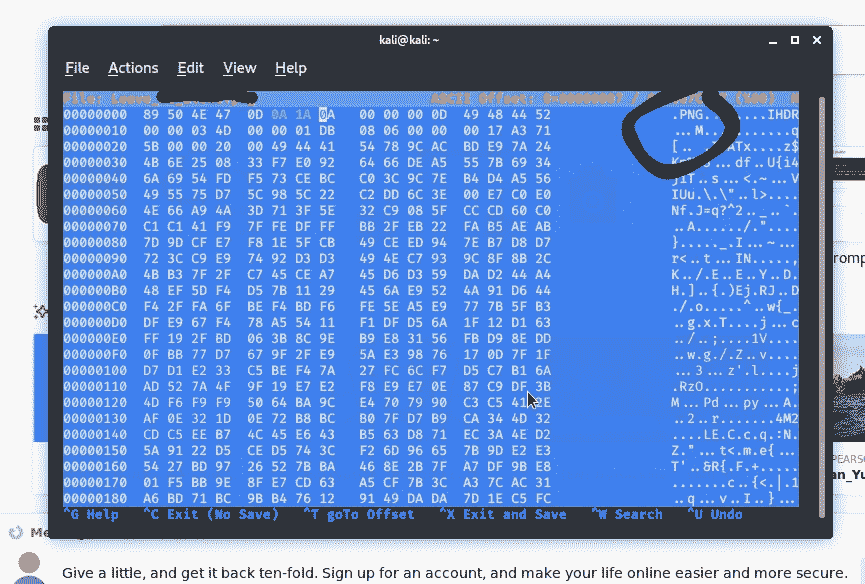 kali@kali: ~
File Actions Edit View Help
00000000 89 50 4E 47 0D 0A 1A 0A 00 00 00 0D 49 48 44 52 .PNG........IHDR
00000010 00 00 03 4D 00 00 01 DB 08 06 00 00 00 17 A3 71 ...M...........q
00000020 5B 00 00 20 00 49 44 41 54 78 9C AC BD E9 7A 24 [.. .IDATx....z$
00000030 4B 6E 25 08 33 F7 E0 92 64 66 DE A5 55 7B 69 34
00000040 6A 69 54 FD F5 73 CE BC C0 3C 9C 7E B4 D4 A5 56 jiT..s...<.~...V
00000050 49 55 75 D7 5C 98 5C 22 C2 DD 6C 3E 00 E7 C0 E0 IUu.\.\"..l>....
00000060 4E 66 A9 4A 3D 71 3F 5E 32 C9 08 5F CC CD 60 C0 Nf.J=q?^2.._..`.
00000070 C1 C1 41 F9 7F FE DF FF BB 2F EB 22 FA B5 AE AB ..A....../."....
00000080 7D 9D CF E7 F8 1E 5F CB 49 CE ED 94 7E B7 D8 D7 }....._.I...~...
00000090 72 3C C9 E9 74 92 D3 D3 49 4E C7 93 9C 8F 8B 2C r<..t...IN.....,
000000A0 4B B3 7F 2F C7 45 CE A7 45 D6 D3 59 DA D2 44 A4 K../.E..E..Y..D.
000000B0 48 EF 5D F4 D5 7B 11 29 45 6A E9 52 4A 91 D6 44 H.]..{.)Ej.RJ..D
000000C0 F4 2F FA 6F BE F4 BD F6 FE 5E A5 E9 77 7B 5F B3 ./.o.....^..w{_.
000000D0 DF E9 67 F4 78 A5 54 11 F1 DF D5 6A 1F 12 D1 63 ..g.x.T....j...c
000000E0 FF 19 2F BD 06 3B 8C 9E B9 E8 31 56 FB D9 8E DD ../..;....1V....
000000F0 0F BB 77 D7 67 9F 2F E9 5A E3 98 76 17 0D 7F 1F ..w.g./.Z..v....
00000100 D7 D1 E2 33 C5 BE F4 7A 27 FC 6C F7 D5 C7 B1 6A ...3...z'.l....j
00000110 AD 52 7A 4F 9F 19 E7 E2 F8 E9 E7 0E 87 C9 DF 3B .RzO...........;
00000120 4D F6 F9 F9 50 64 BA 9C E4 70 79 90 C3 C5 41 2E M...Pd...py...A.
00000130 AF 0E 32 1D 0E 72 B8 BC B0 7F D7 B9 CA 34 4D 32 ..2..r.......4M2
00000140 CD C5 EE B7 4C 45 E6 43 B5 63 D8 71 EC 3A 4E D2 ....LE.C.c.q.:N.
00000150 5A 91 22 D5 CE D5 74 3C F2 6D 96 65 7B 9D E2 E3 Z."...t<.m.e{...
00000160 54 27 BD 97 26 52 7B BA 46 8E 2B 7F A7 DF 9B E8 T'..&R{.F.+.....
00000170 01 F5 BB 9E 8F E7 CD 63 A5 CF 7B 3C A3 7C AC 31 .......c..{<.|.1
00000180 A6 BD 71 BC 9B B4 76 12 91 49 DA DA 7D 1E C5 FC ..q...v..I..}...
^G Help ^C Exit (No Save) ^T goTo Offset ^X Exit and Save ^W Search ^U Undo
Give a little, and get it back ten-fold. Sign up for an account, and make your life online easier and more secure.